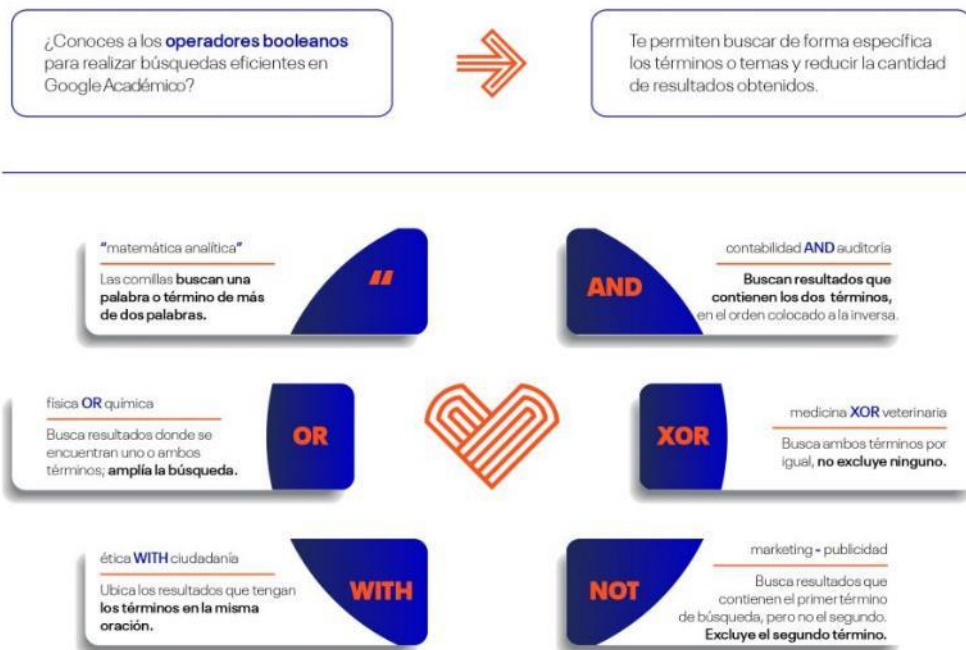 ¿Conoces a los operadores booleanos
para realizar búsquedas eficientes en
Google Académico?
Te permiten buscar de forma específica
los términos o temas y reducir la cantidad
de resultados obtenidos.
"matemática analítica"
Las comillas buscan una
palabra o término de más
de dos palabras.
"
AND
contabilidad AND auditoría
Buscan resultados que
contienen los dos términos,
en el orden colocado a la inversa.
física OR química
Busca resultados donde se
encuentran uno o ambos
términos; amplía la búsqueda.
OR
XOR
medicina XOR veterinaria
Busca ambos términos por
igual, no excluye ninguno.
ética WITH ciudadanía
Ubica los resultados que tengan
los términos en la misma
oración.
WITH
NOT
marketing - publicidad
Busca resultados que
contienen el primer término
de búsqueda, pero no el segundo.
Excluye el segundo término.